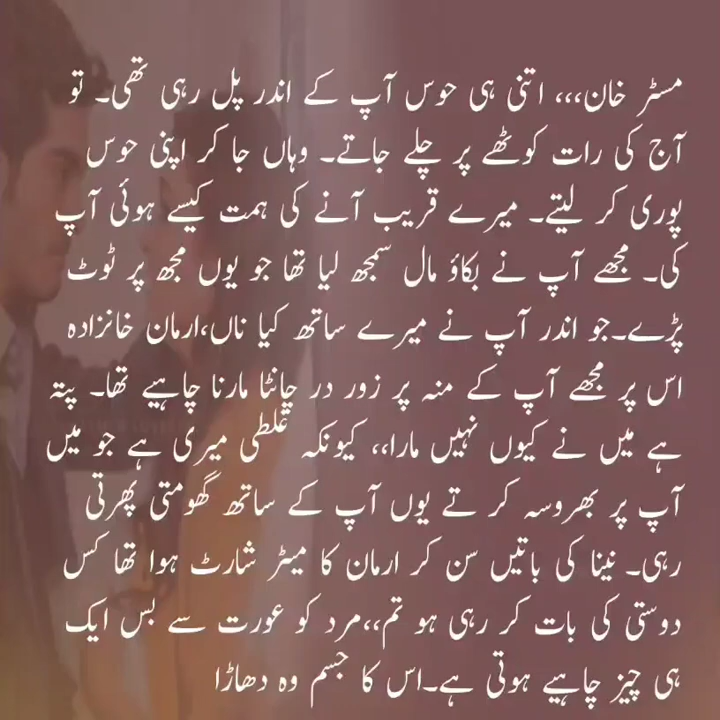 مسٹر خان،،، اتنی ہی حوس آپ کے اندر پل رہی تھی۔ تو
آج کی رات کوٹھے پر چلے جاتے۔ وہاں جا کر اپنی حوس
پوری کر لیتے۔ میرے قریب آنے کی ہمت کیسے ہوئی آپ
کی۔ مجھے آپ نے بکاؤ مال سمجھ لیا تھا جو یوں مجھ پر ٹوٹ
پڑے۔جو اندر آپ نے میرے ساتھ کیا ناں،ارمان خانزادہ
اس پر مجھے آپ کے منہ پر زور در چانٹا مارنا چاہیے تھا۔ پتہ
ہے میں نے کیوں نہیں مارا،، کیونکہ غلطی میری ہے جو میں
آپ پر بھروسہ کر تے یوں آپ کے ساتھ گھومتی پھرتی
رہی۔ نینا کی باتیں سن کر ارمان کا میٹر شارٹ ہوا تھا کس
دوستی کی بات کر رہی ہو تم،،مرد کو عورت سے بس ایک
ہی چیز چاہیے ہوتی ہے۔اس کا جسم وہ دھاڑا